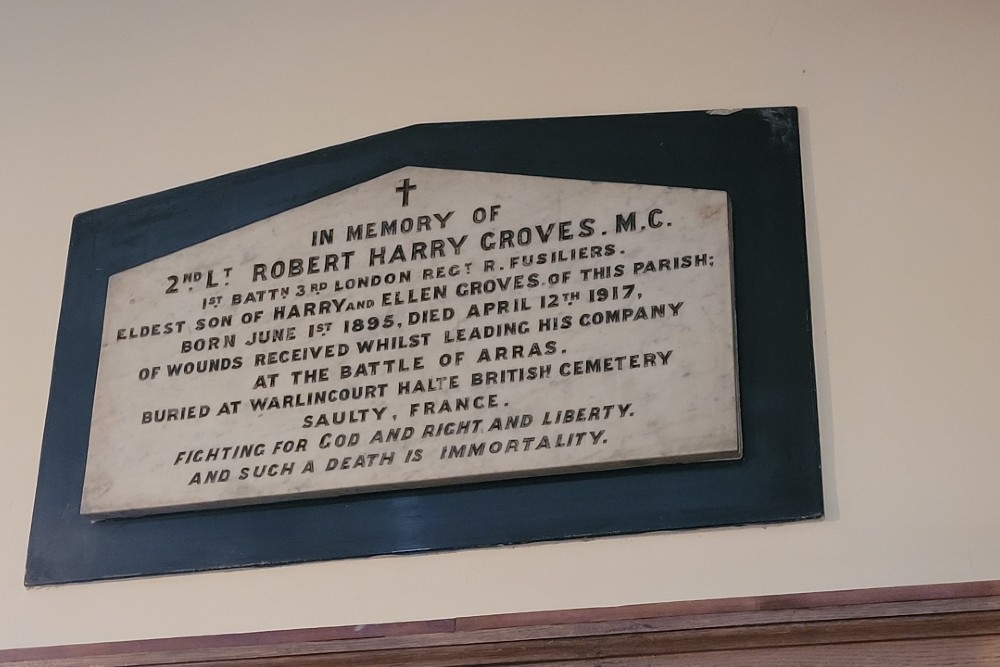 IN MEMORY OF
2ND LT ROBERT HARRY GROVES. M.C.
1ST BATTN 3RD LONDON REGT R. FUSILIERS.
ELDEST SON OF HARRY AND ELLEN GROVES. OF THIS PARISH;
BORN JUNE 1ST 1895, DIED APRIL 12TH 1917,
OF WOUNDS RECEIVED WHILST LEADING HIS COMPANY
AT THE BATTLE OF ARRAS.
BURIED AT WARLINCOURT HALTE BRITISH CEMETERY
SAULTY, FRANCE.
FIGHTING FOR GOD AND RIGHT AND LIBERTY.
AND SUCH A DEATH IS IMMORTALITY.